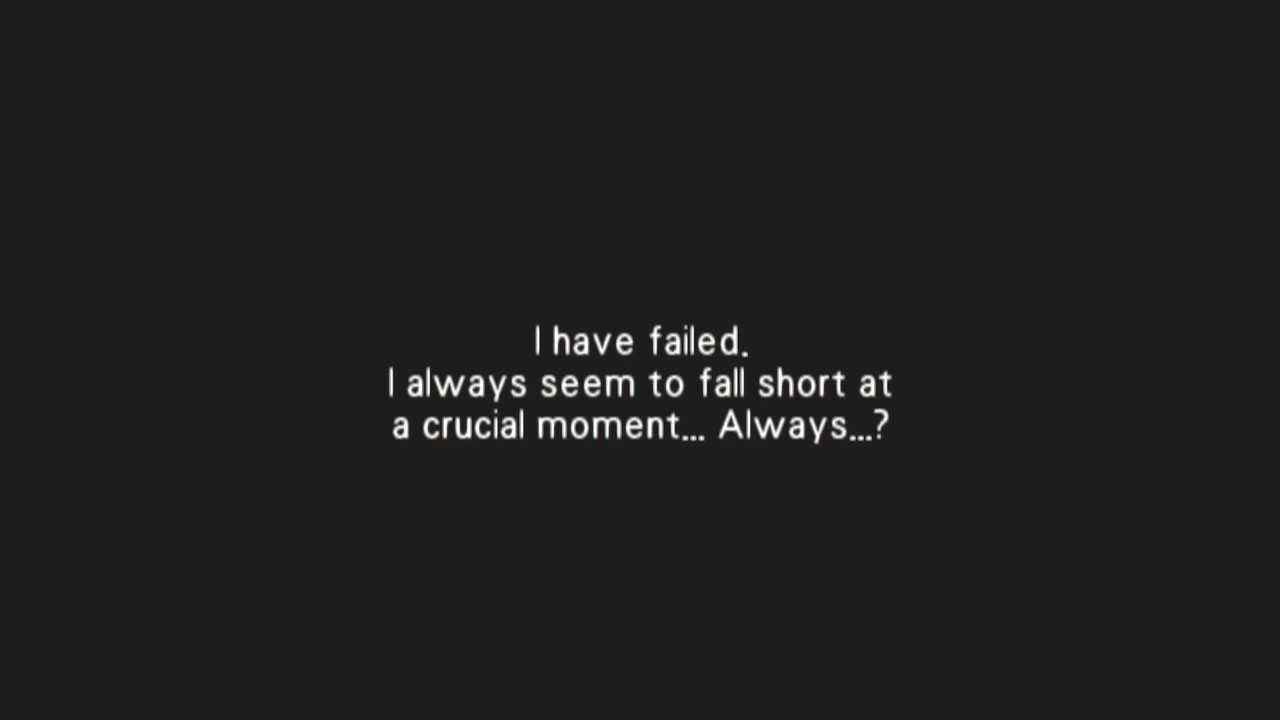 I have failed.
I always seem to fall short at
a crucial moment... Always...?